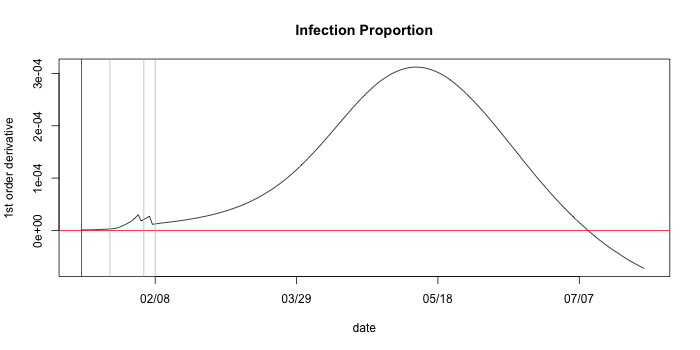 Infection Proportion
1st order derivative
3e-04
2e-04
1e-04
0e+00
02/08 03/29 05/18 07/07
date